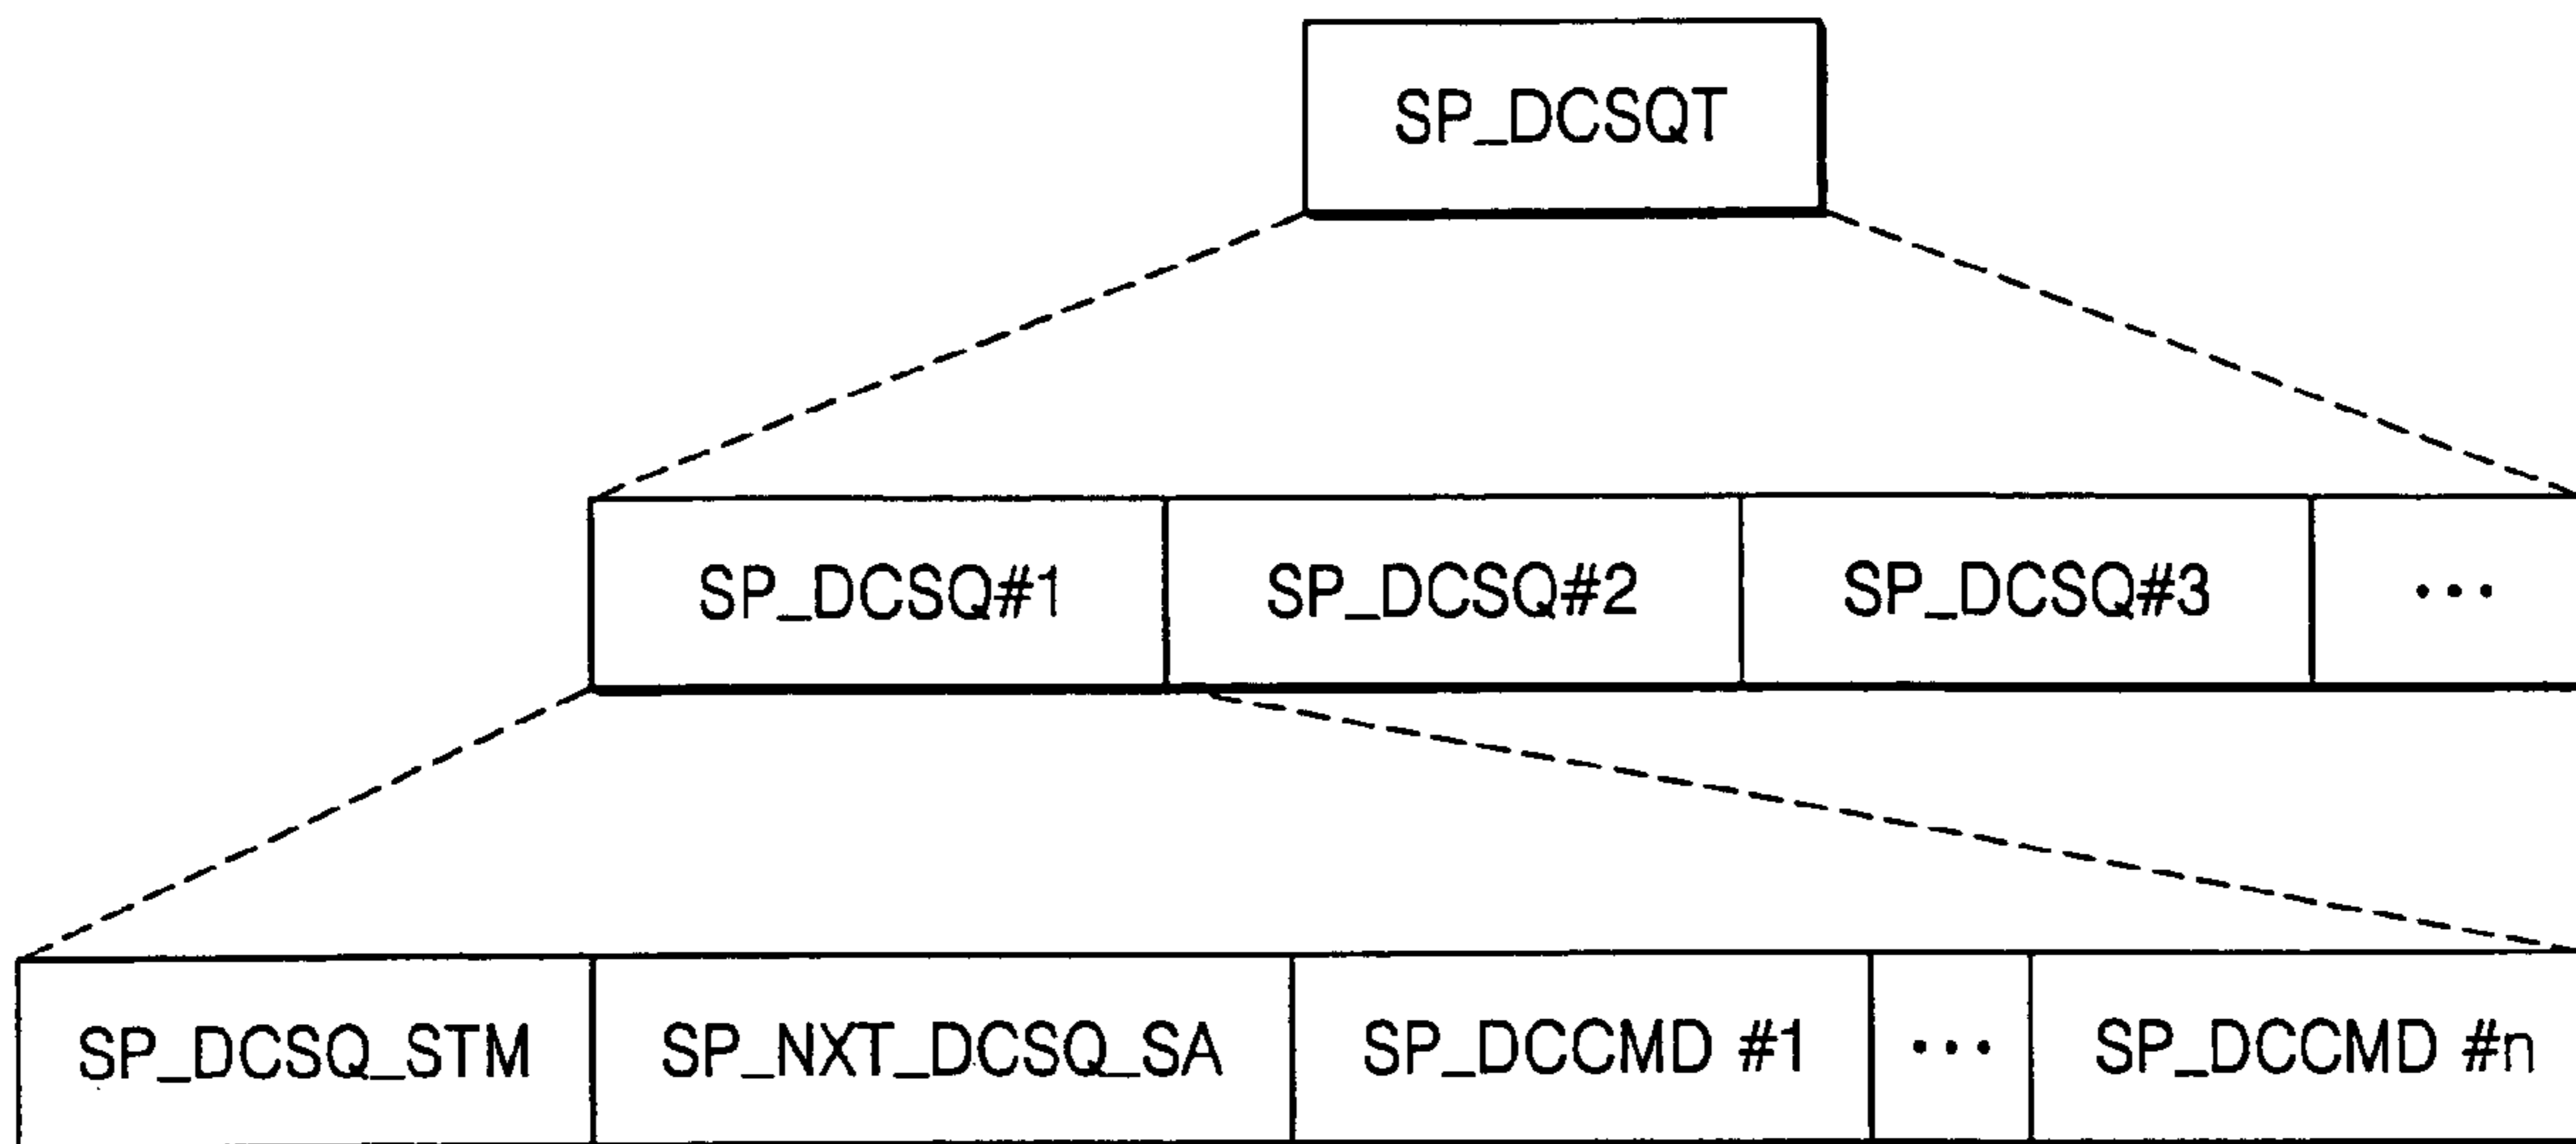 SP_DCSQT
SP_DCSQ#1 SP_DCSQ#2 SP_DCSQ#3 ...
SP_DCSQ_STM SP_NXT_DCSQ_SA SP_DCCMD #1 ... SP_DCCMD #n